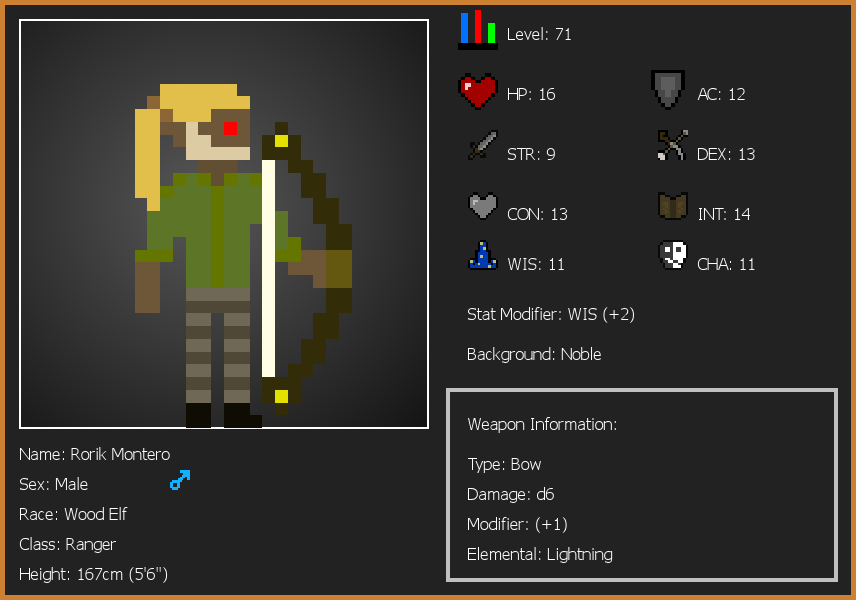 Level: 71
HP: 16
AC: 12
STR: 9
DEX: 13
CON: 13
INT: 14
WIS: 11
CHA: 11
Stat Modifier: WIS (+2)
Background: Noble
Weapon Information:
Type: Bow
Damage: d6
Modifier: (+1)
Elemental: Lightning
Name: Rorik Montero
Sex: Male
Race: Wood Elf
Class: Ranger
Height: 167cm (5'6")